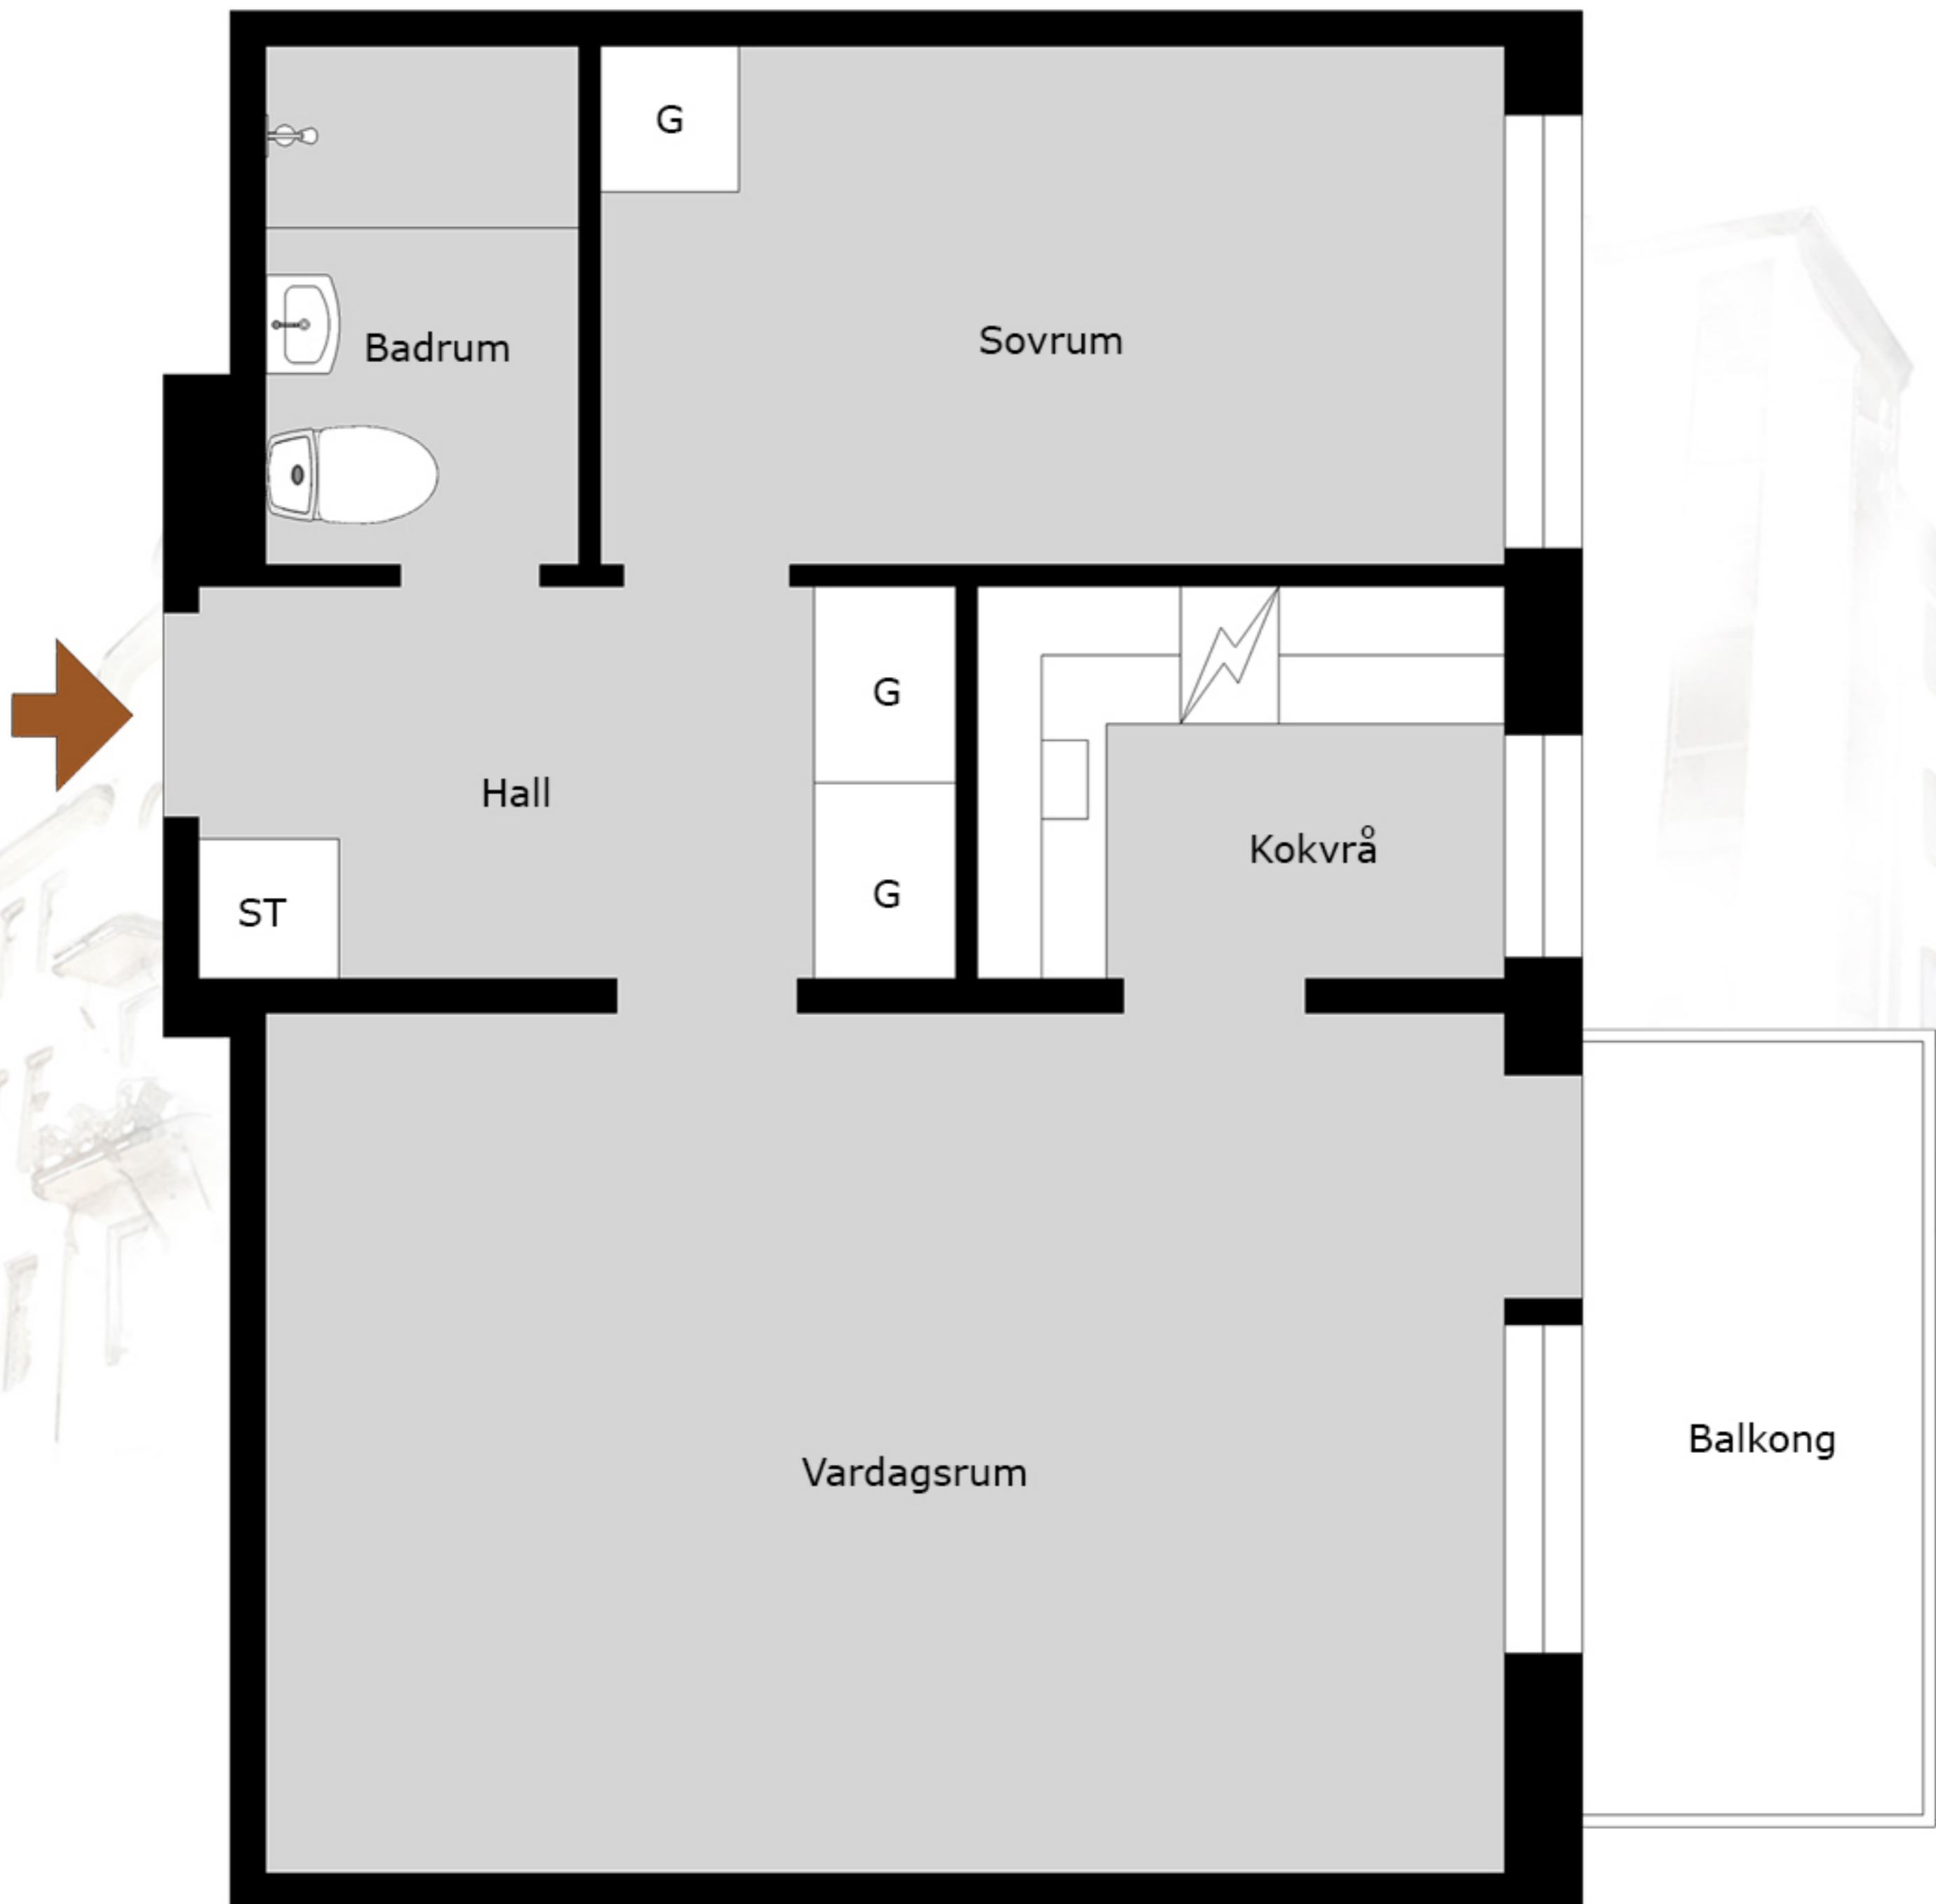 G
Badrum
Sovrum
G
Hall
Kokvrå
G
ST
Balkong
Vardagsrum